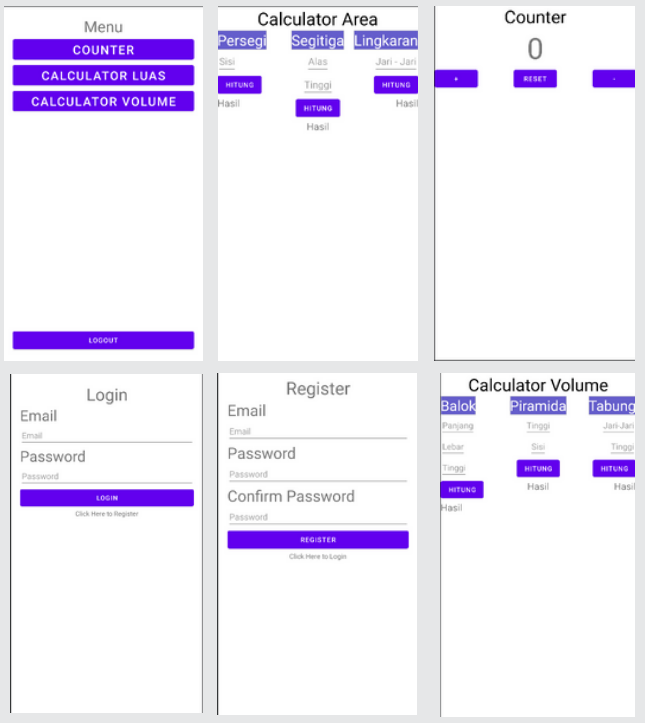 Menu
COUNTER
CALCULATOR LUAS
CALCULATOR VOLUME
LOGOUT
Calculator Area
Persegi Segitiga Lingkaran
Sisi Alas Jari - Jari
HITUNG Tinggi HITUNG
Hasil HITUNG Hasil
Hasil
Counter
0
+ RESET -
Login
Email
Email
Password
Password
LOGIN
Click Here to Register
Register
Email
Email
Password
Password
Confirm Password
Password
REGISTER
Click Here to Login
Calculator Volume
Balok Piramida Tabung
Panjang Tinggi Jari-Jari
Lebar Sisi Tinggi
Tinggi HITUNG HITUNG
HITUNG Hasil Hasil
Hasil